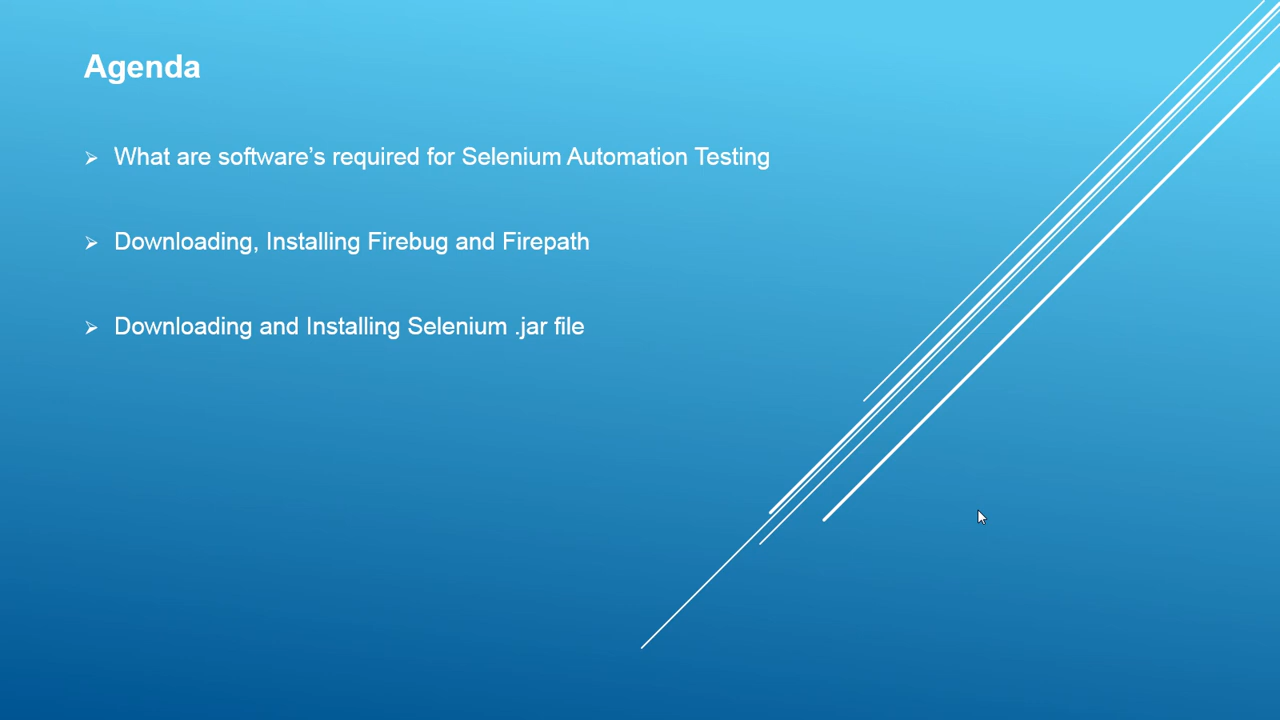 Agenda
What are software’s required for Selenium Automation Testing
Downloading, Installing Firebug and Firepath
Downloading and Installing Selenium .jar file